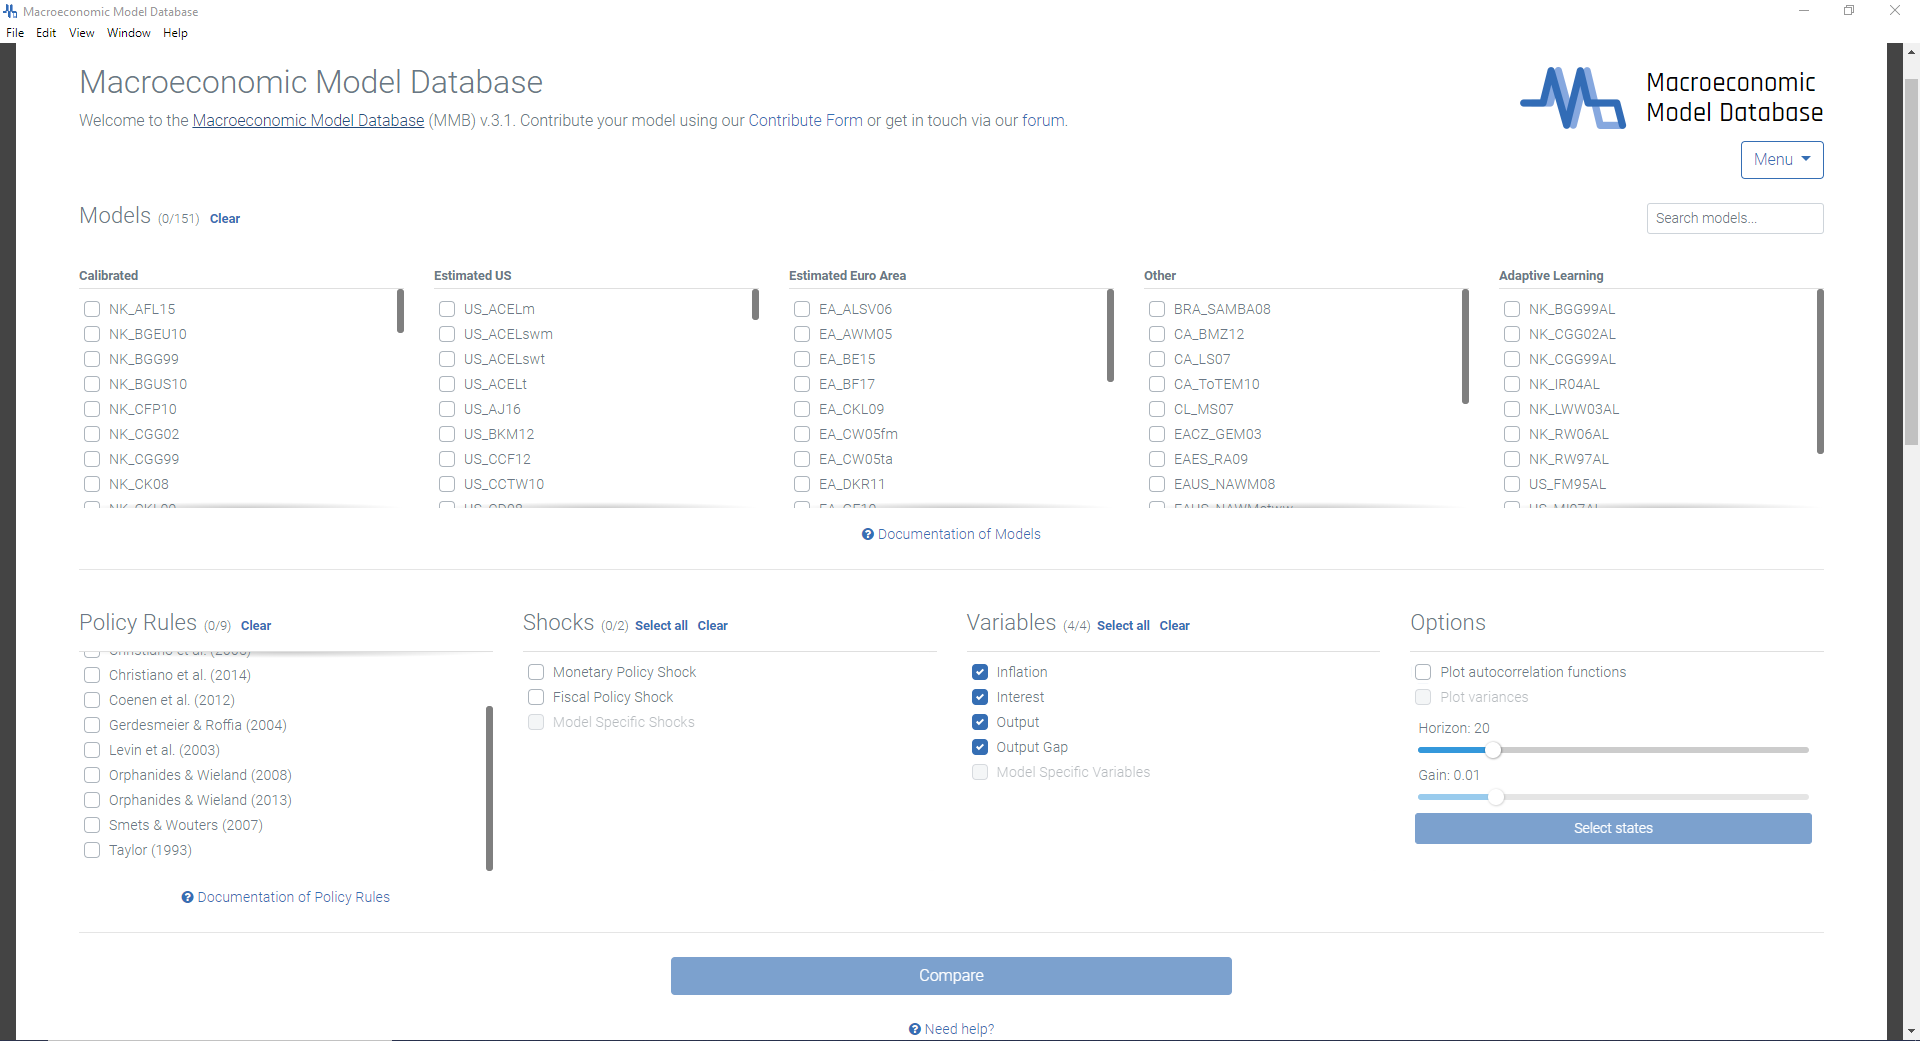 Macroeconomic Model Database
File Edit View Window Help
Macroeconomic Model Database
Welcome to the Macroeconomic Model Database (MMB) v.3.1. Contribute your model using our Contribute Form or get in touch via our forum.
Macroeconomic
Model Database
Menu
Models (0/151) Clear
Search models...
Calibrated
NK_AFL15
NK_BGEU10
NK_BGG99
NK_BGUS10
NK_CFP10
NK_CGG02
NK_CGG99
NK_CK08
Estimated US
US_ACELm
US_ACELswm
US_ACELswt
US_ACELt
US_AJ16
US_BKM12
US_CCF12
US_CCTW10
Estimated Euro Area
EA_ALSV06
EA_AWM05
EA_BE15
EA_BF17
EA_CKL09
EA_CW05fm
EA_CW05ta
EA_DKR11
Other
BRA_SAMBA08
CA_BMZ12
CA_LS07
CA_ToTEM10
CL_MS07
EACZ_GEM03
EAES_RA09
EAUS_NAWM08
Adaptive Learning
NK_BGG99AL
NK_CGG02AL
NK_CGG99AL
NK_IR04AL
NK_LWW03AL
NK_RW06AL
NK_RW97AL
US_FM95AL
Documentation of Models
Policy Rules (0/9) Clear
Christiano et al. (2014)
Coenen et al. (2012)
Gerdesmeier & Roffia (2004)
Levin et al. (2003)
Orphanides & Wieland (2008)
Orphanides & Wieland (2013)
Smets & Wouters (2007)
Taylor (1993)
Documentation of Policy Rules
Shocks (0/2) Select all Clear
Monetary Policy Shock
Fiscal Policy Shock
Model Specific Shocks
Variables (4/4) Select all Clear
Inflation
Interest
Output
Output Gap
Model Specific Variables
Options
Plot autocorrelation functions
Plot variances
Horizon: 20
Gain: 0.01
Select states
Compare
Need help?